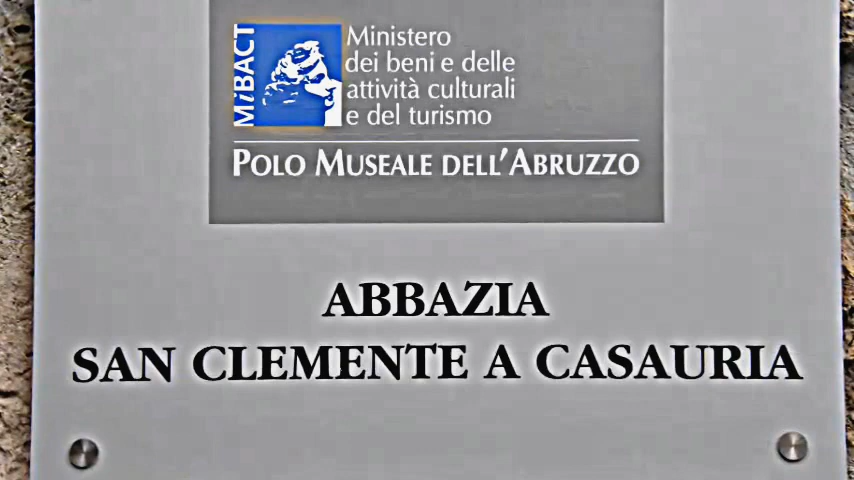 MiBACT
Ministero
dei beni e delle
attività culturali
e del turismo
POLO MUSEALE DELL'ABRUZZO
ABBAZIA
SAN CLEMENTE A CASAURIA